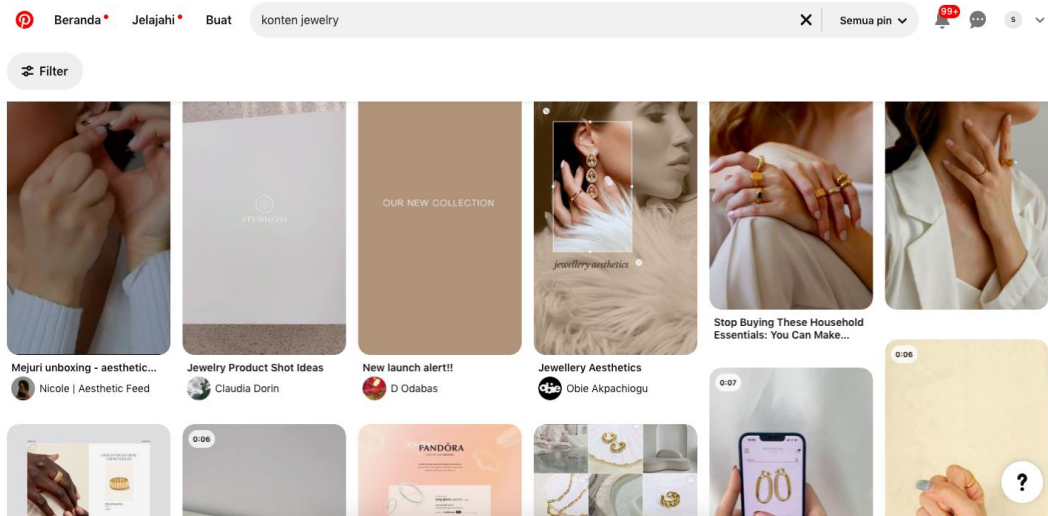 Beranda
Jelajahi
Buat
konten jewelry
Semua pin
99+
S
Filter
STUDIO
OUR NEW COLLECTION
jewellery aesthetics
Mejuri unboxing - aesthetic...
Nicole | Aesthetic Feed
Jewelry Product Shot Ideas
Claudia Dorin
New launch alert!!
D Odabas
Jewellery Aesthetics
obie
Obie Akpachiogu
Stop Buying These Household
Essentials: You Can Make...
0:06
0:07
0:06
PANDÖRA
?